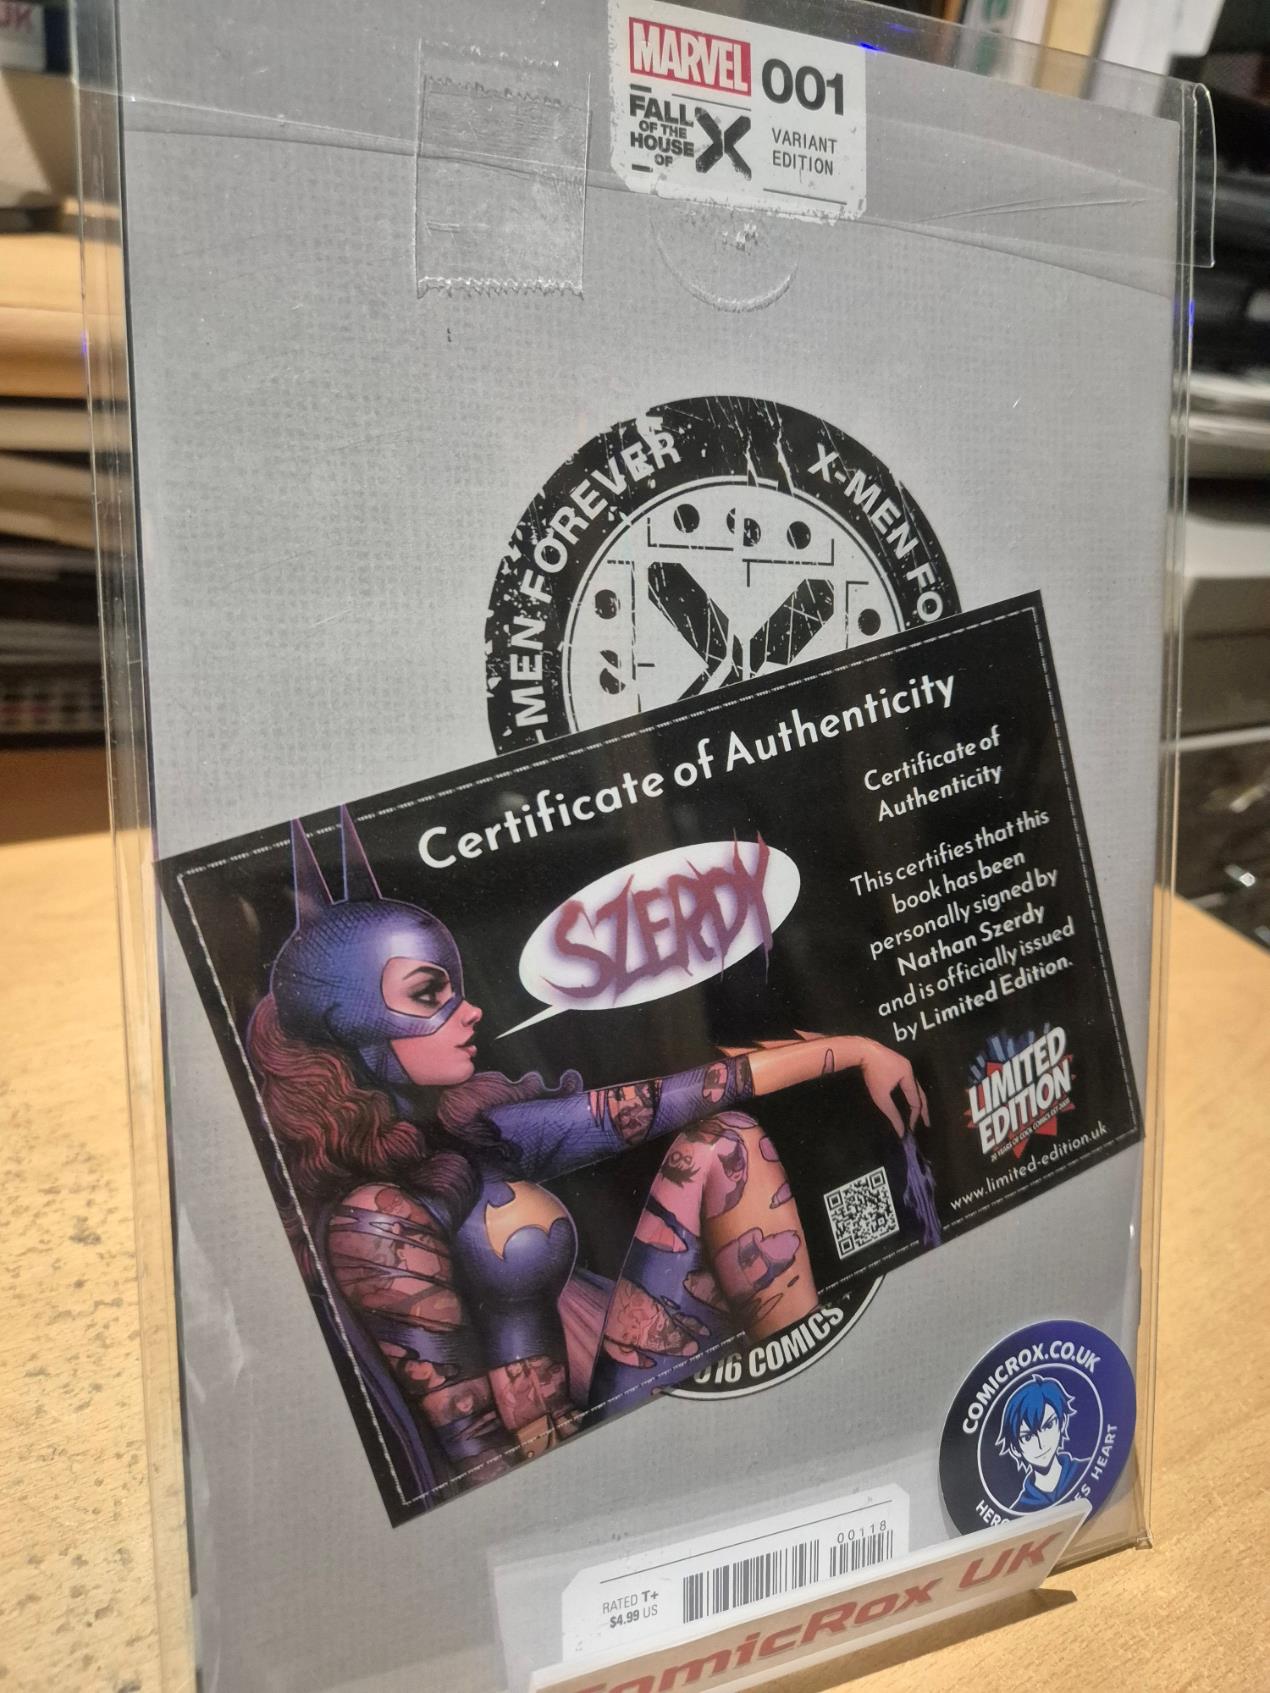 MARVEL
001
FALL
OF THE
HOUSE
OF
X
VARIANT
EDITION
X-MEN FOREVER
X-MEN FO
Certificate of Authenticity
SZERDY
Certificate of
Authenticity
This certifies that this
book has been
personally signed by
Nathan Szerdy
and is officially issued
by Limited Edition.
LIMITED
EDITION
www.limited-edition.uk
COMICS
COMICROX.CO.UK
HEART
00118
RATED T+
$4.99 US
ComicRox UK